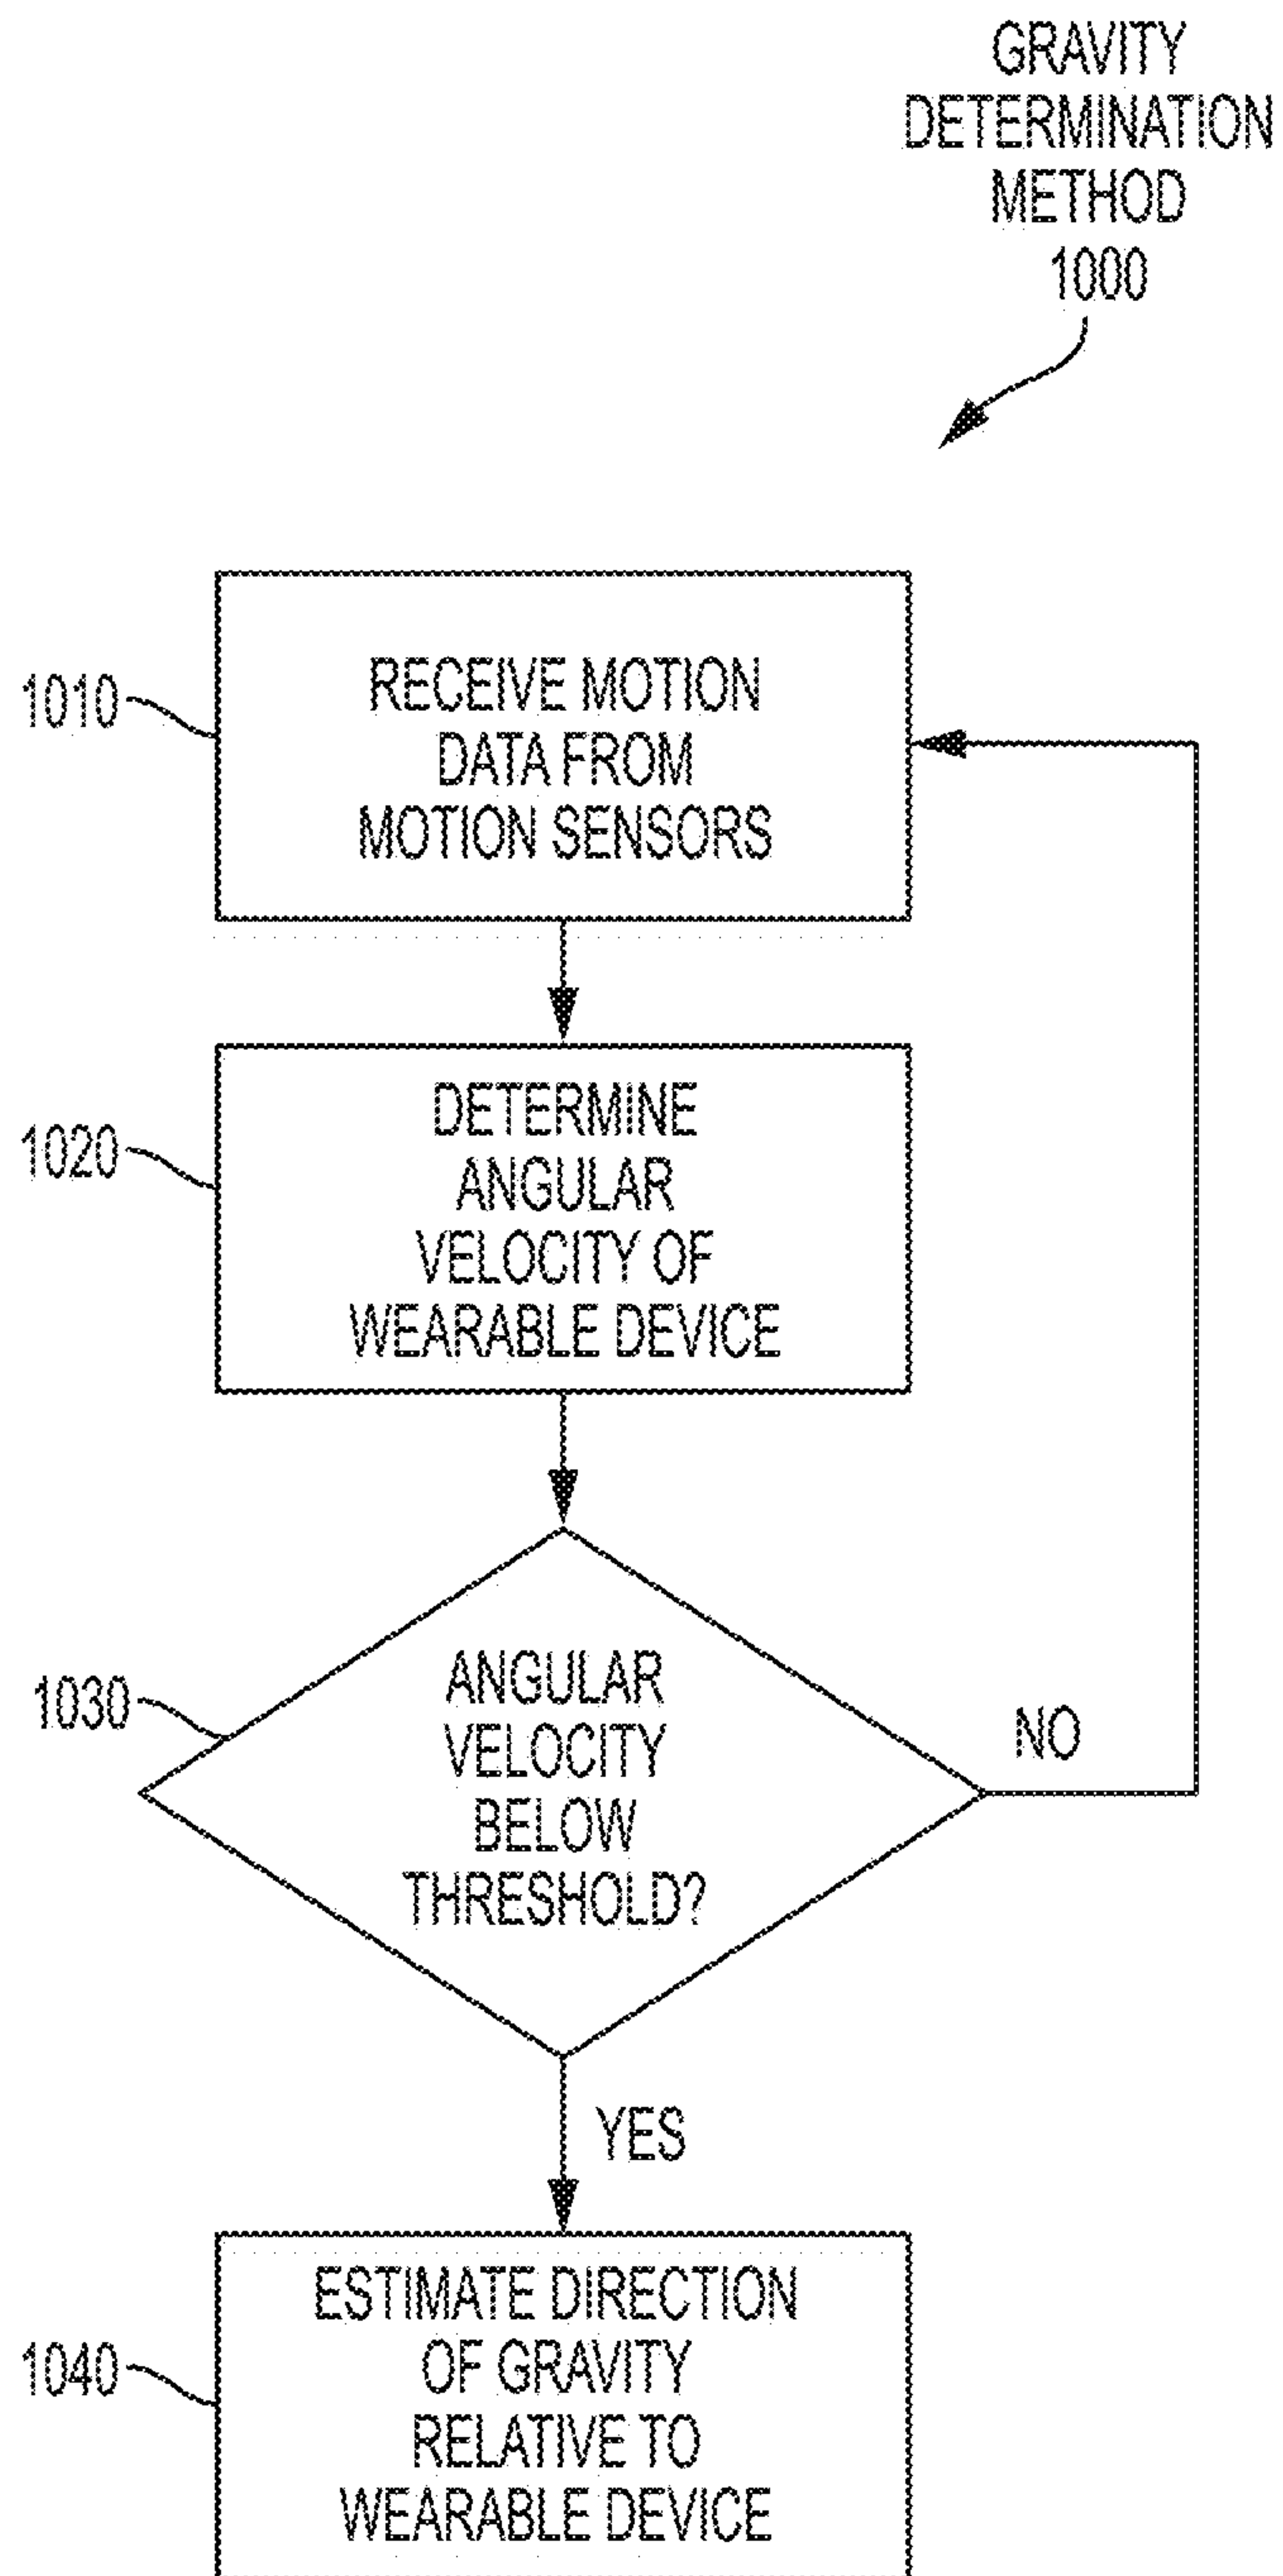 GRAVITY
DETERMINATION
METHOD
1000
1010
RECEIVE MOTION
DATA FROM
MOTION SENSORS
1020
DETERMINE
ANGULAR
VELOCITY OF
WEARABLE DEVICE
1030
ANGULAR
VELOCITY
BELOW
THRESHOLD?
NO
YES
1040
ESTIMATE DIRECTION
OF GRAVITY
RELATIVE TO
WEARABLE DEVICE